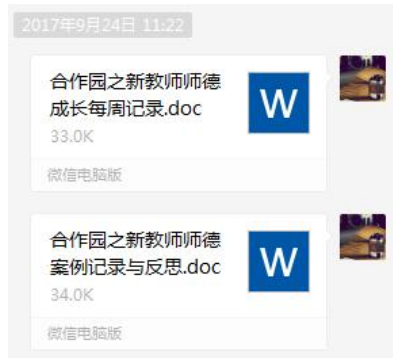 2017年9月24日 11:22
合作园之新教师师德
成长每周记录.doc
W
33.0K
微信电脑版
合作园之新教师师德
案例记录与反思.doc
W
34.0K
微信电脑版